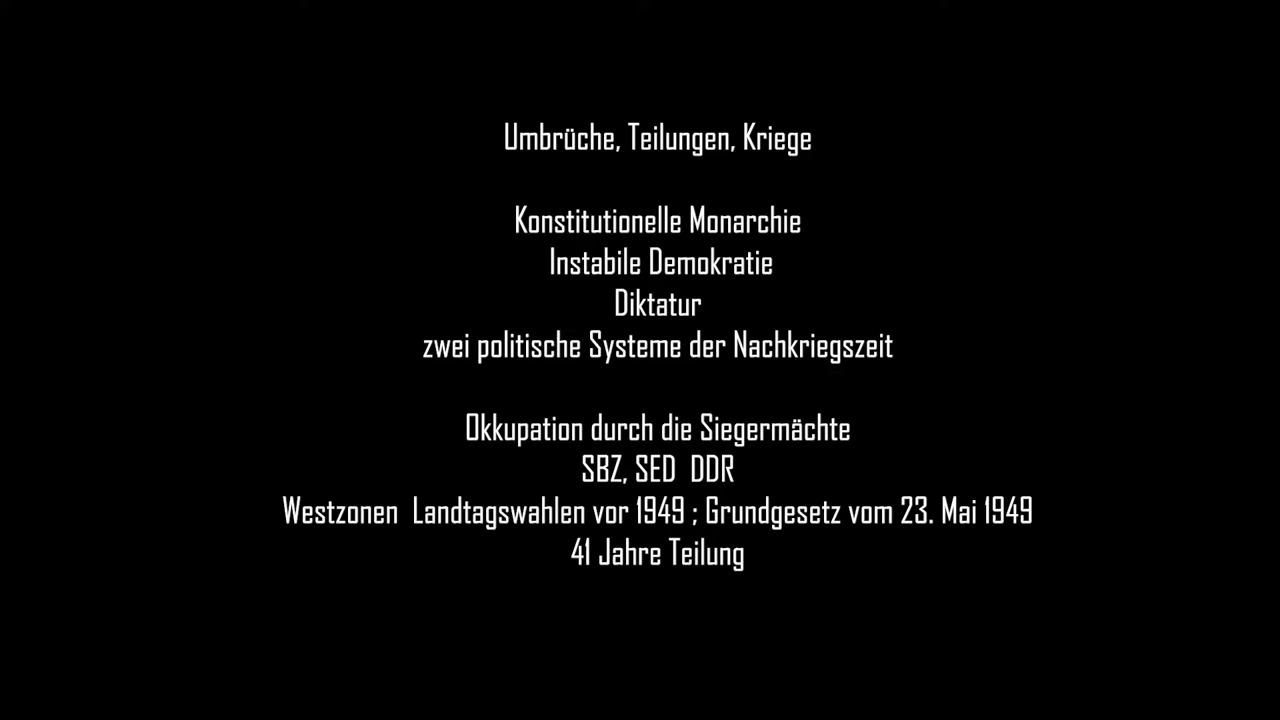 Umbrüche, Teilungen, Kriege
Konstitutionelle Monarchie
Instabile Demokratie
Diktatur
zwei politische Systeme der Nachkriegszeit
Okkupation durch die Siegermächte
SBZ, SED  DDR
Westzonen  Landtagswahlen vor 1949 ; Grundgesetz vom 23. Mai 1949
41 Jahre Teilung